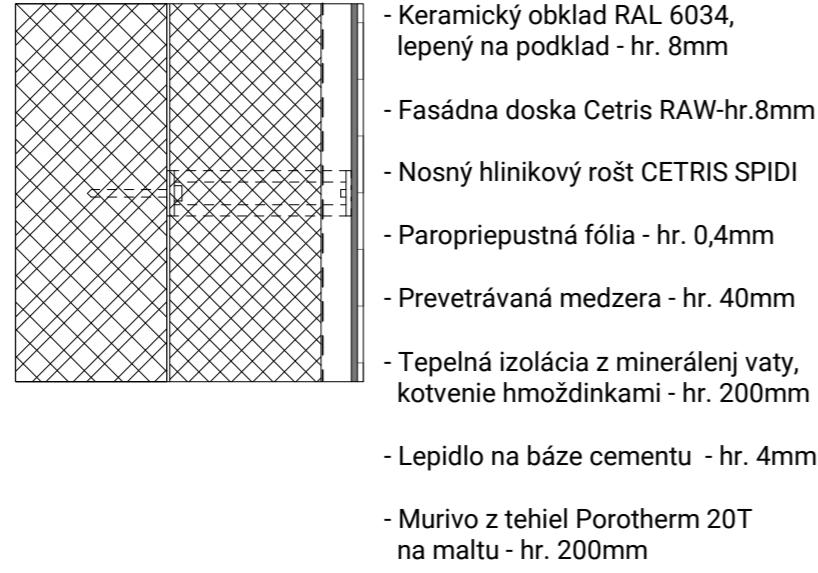 - Keramický obklad RAL 6034,
lepený na podklad - hr. 8mm
- Fasádna doska Cetris RAW-hr.8mm
- Nosný hlinikový rošt CETRIS SPIDI
- Paropriepustná fólia - hr. 0,4mm
- Prevetrávaná medzera - hr. 40mm
- Tepelná izolácia z minerálenj vaty,
kotvenie hmoždinkami - hr. 200mm
- Lepidlo na báze cementu  - hr. 4mm
- Murivo z tehiel Porotherm 20T
na maltu - hr. 200mm